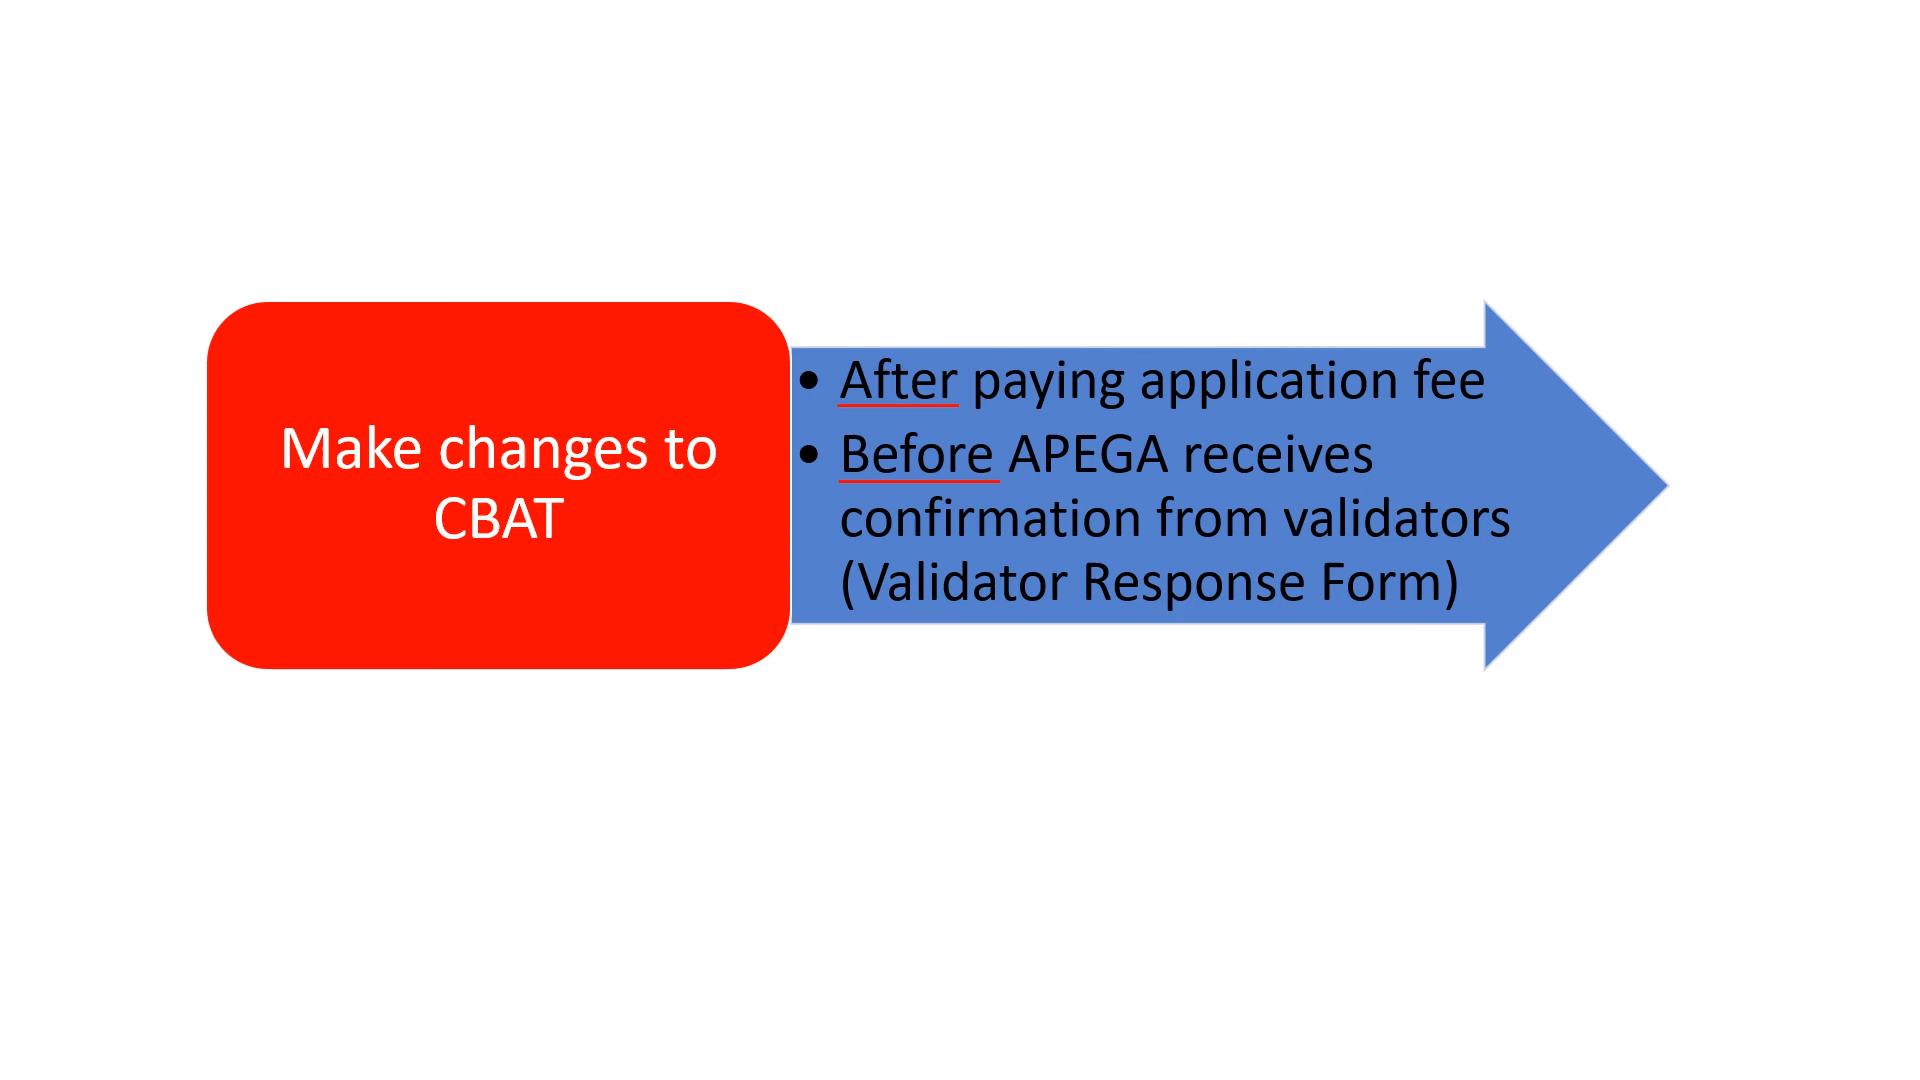 Make changes to
CBAT
• After paying application fee
• Before APEGA receives
confirmation from validators
(Validator Response Form)